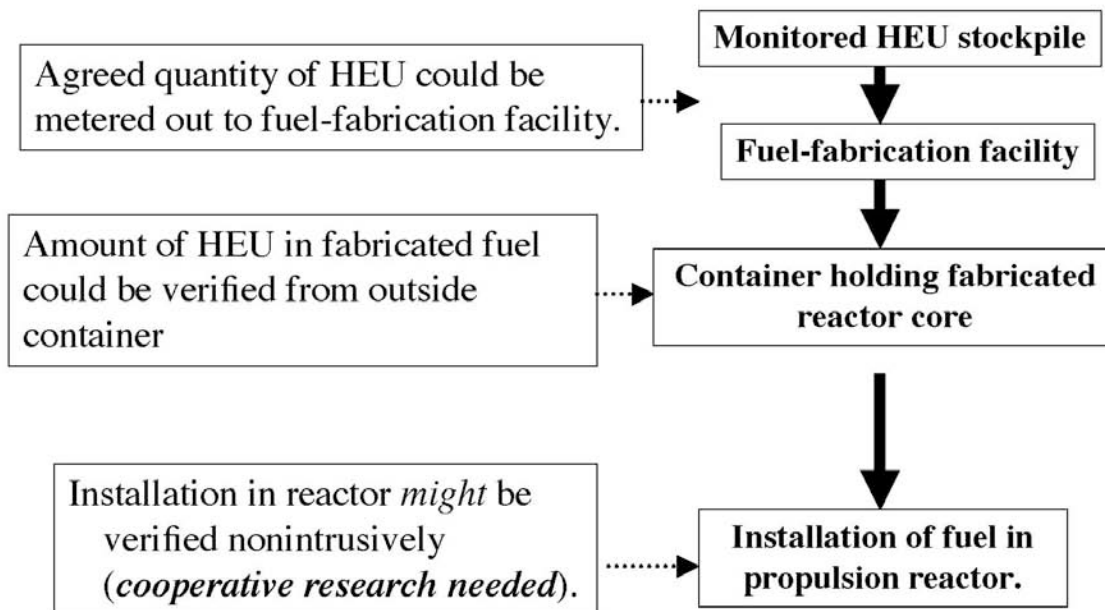 Monitored HEU stockpile
Agreed quantity of HEU could be
metered out to fuel-fabrication facility.
Fuel-fabrication facility
Amount of HEU in fabricated fuel
could be verified from outside
container
Container holding fabricated
reactor core
Installation in reactor might be
verified nonintrusively
(cooperative research needed).
Installation of fuel in
propulsion reactor.